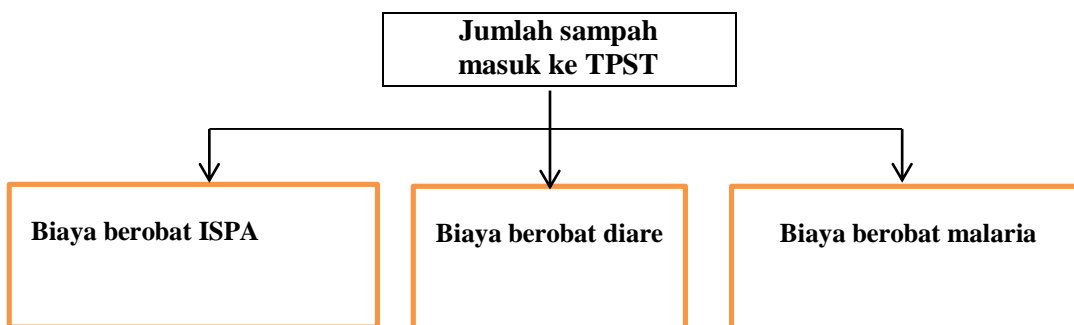 Jumlah sampah
masuk ke TPST
Biaya berobat ISPA
Biaya berobat diare
Biaya berobat malaria